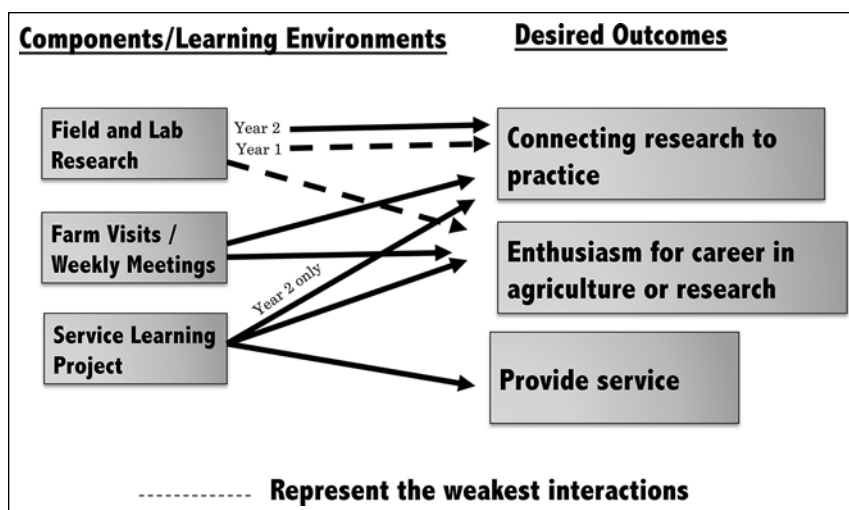 Components/Learning Environments
Desired Outcomes
Field and Lab
Research
Year 2
Year 1
Connecting research to
practice
Farm Visits /
Weekly Meetings
Enthusiasm for career in
agriculture or research
Year 2 only
Service Learning
Project
Provide service
Represent the weakest interactions